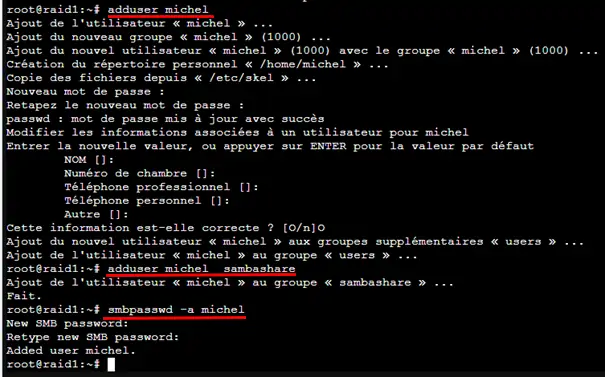 root@raid1:~# adduser michel
Ajout de l'utilisateur « michel » ...
Ajout du nouveau groupe « michel » (1000) ...
Ajout du nouvel utilisateur « michel » (1000) avec le groupe « michel » (1000) ...
Création du répertoire personnel « /home/michel » ...
Copie des fichiers depuis « /etc/skel » ...
Nouveau mot de passe :
Retapez le nouveau mot de passe :
passwd : mot de passe mis à jour avec succès
Modifier les informations associées à un utilisateur pour michel
Entrer la nouvelle valeur, ou appuyer sur ENTER pour la valeur par défaut
NOM []:
Numéro de chambre []:
Téléphone professionnel []:
Téléphone personnel []:
Autre []:
Cette information est-elle correcte ? [O/n]O
Ajout du nouvel utilisateur « michel » aux groupes supplémentaires « users » ...
Ajout de l'utilisateur « michel » au groupe « users » ...
root@raid1:~# adduser michel  sambashare
Ajout de l'utilisateur « michel » au groupe « sambashare » ...
Fait.
root@raid1:~# smbpasswd -a michel
New SMB password:
Retype new SMB password:
Added user michel.
root@raid1:~#